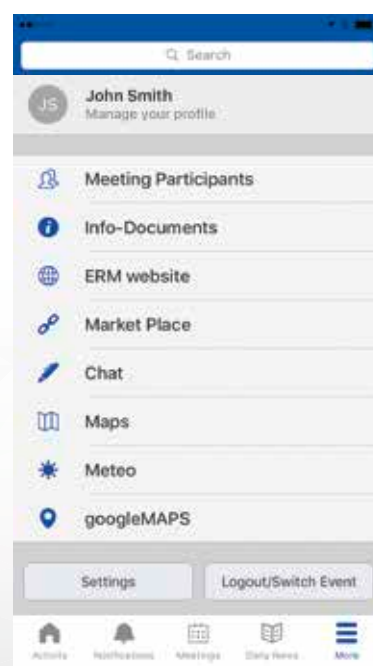 Search
JS
John Smith
Manage your profile
Meeting Participants
Info-Documents
ERM website
Market Place
Chat
Maps
Meteo
googleMAPS
Settings
Logout/Switch Event
Activity
Notifications
Meetings
Daily News
More